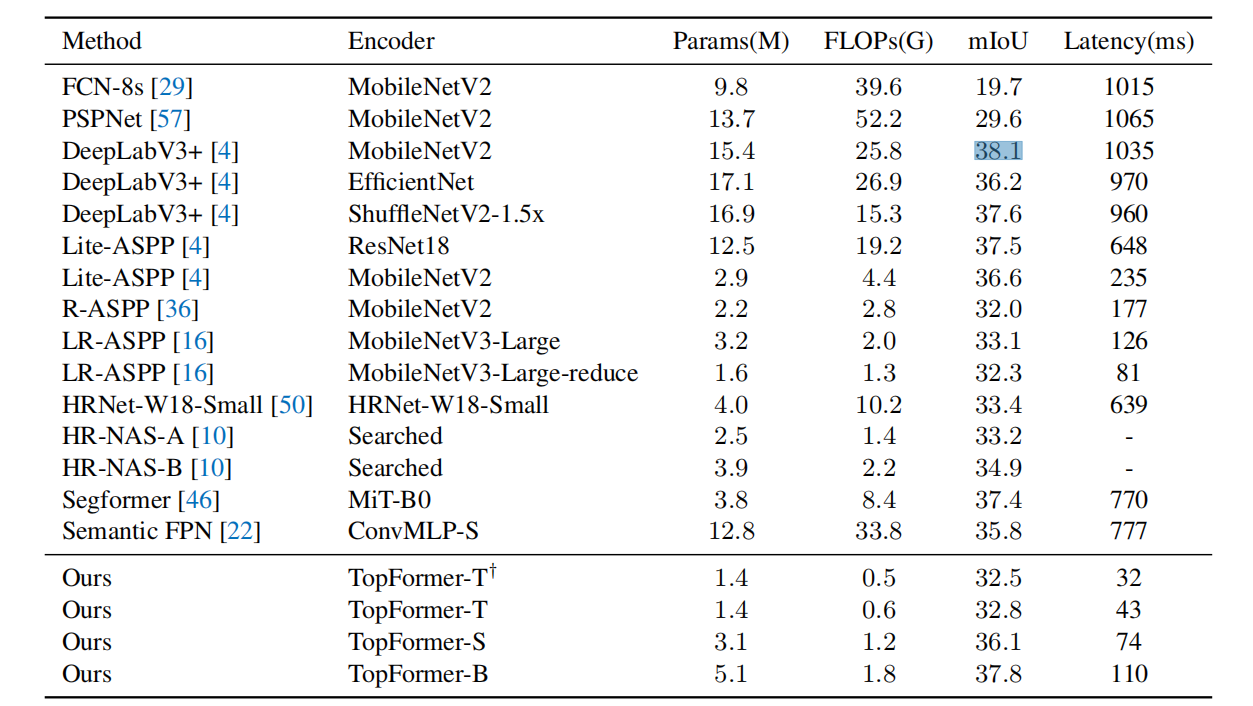 Method Encoder Params(M) FLOPs(G) mIoU Latency(ms)
FCN-8s [29] MobileNetV2 9.8 39.6 19.7 1015
PSPNet [57] MobileNetV2 13.7 52.2 29.6 1065
DeepLabV3+ [4] MobileNetV2 15.4 25.8 38.1 1035
DeepLabV3+ [4] EfficientNet 17.1 26.9 36.2 970
DeepLabV3+ [4] ShuffleNetV2-1.5x 16.9 15.3 37.6 960
Lite-ASPP [4] ResNet18 12.5 19.2 37.5 648
Lite-ASPP [4] MobileNetV2 2.9 4.4 36.6 235
R-ASPP [36] MobileNetV2 2.2 2.8 32.0 177
LR-ASPP [16] MobileNetV3-Large 3.2 2.0 33.1 126
LR-ASPP [16] MobileNetV3-Large-reduce 1.6 1.3 32.3 81
HRNet-W18-Small [50] HRNet-W18-Small 4.0 10.2 33.4 639
HR-NAS-A [10] Searched 2.5 1.4 33.2 -
HR-NAS-B [10] Searched 3.9 2.2 34.9 -
Segformer [46] MiT-B0 3.8 8.4 37.4 770
Semantic FPN [22] ConvMLP-S 12.8 33.8 35.8 777
Ours TopFormer-T† 1.4 0.5 32.5 32
Ours TopFormer-T 1.4 0.6 32.8 43
Ours TopFormer-S 3.1 1.2 36.1 74
Ours TopFormer-B 5.1 1.8 37.8 110